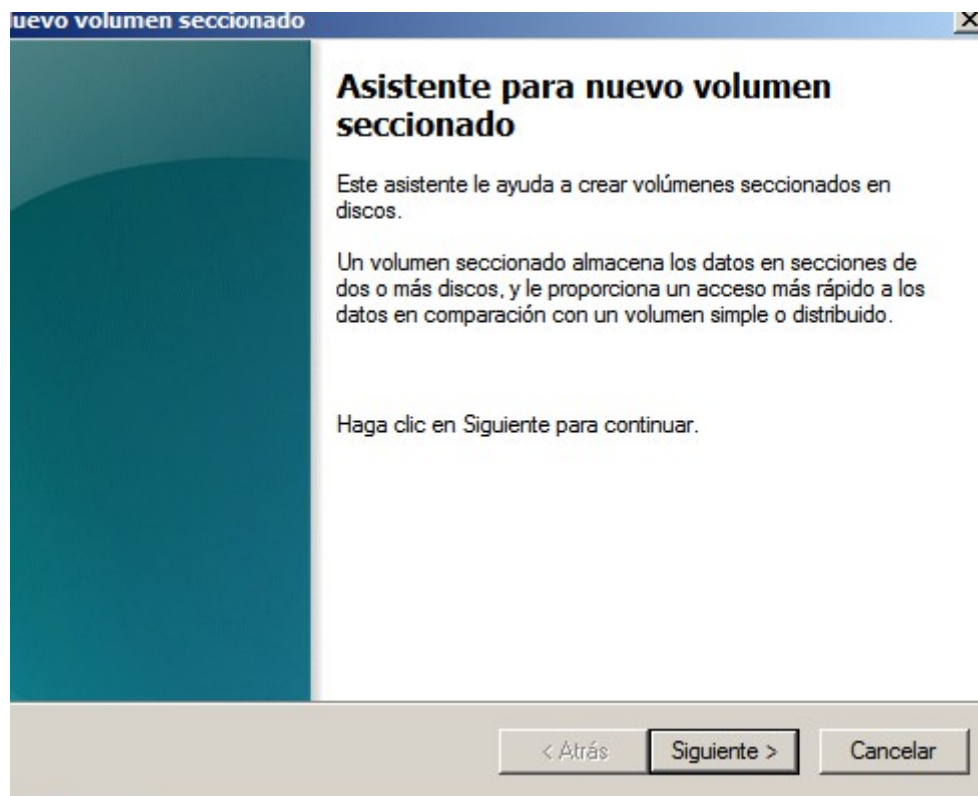 uevo volumen seccionado
Asistente para nuevo volumen
seccionado
Este asistente le ayuda a crear volúmenes seccionados en
discos.
Un volumen seccionado almacena los datos en secciones de
dos o más discos, y le proporciona un acceso más rápido a los
datos en comparación con un volumen simple o distribuido.
Haga clic en Siguiente para continuar.
< Atrás Siguiente > Cancelar